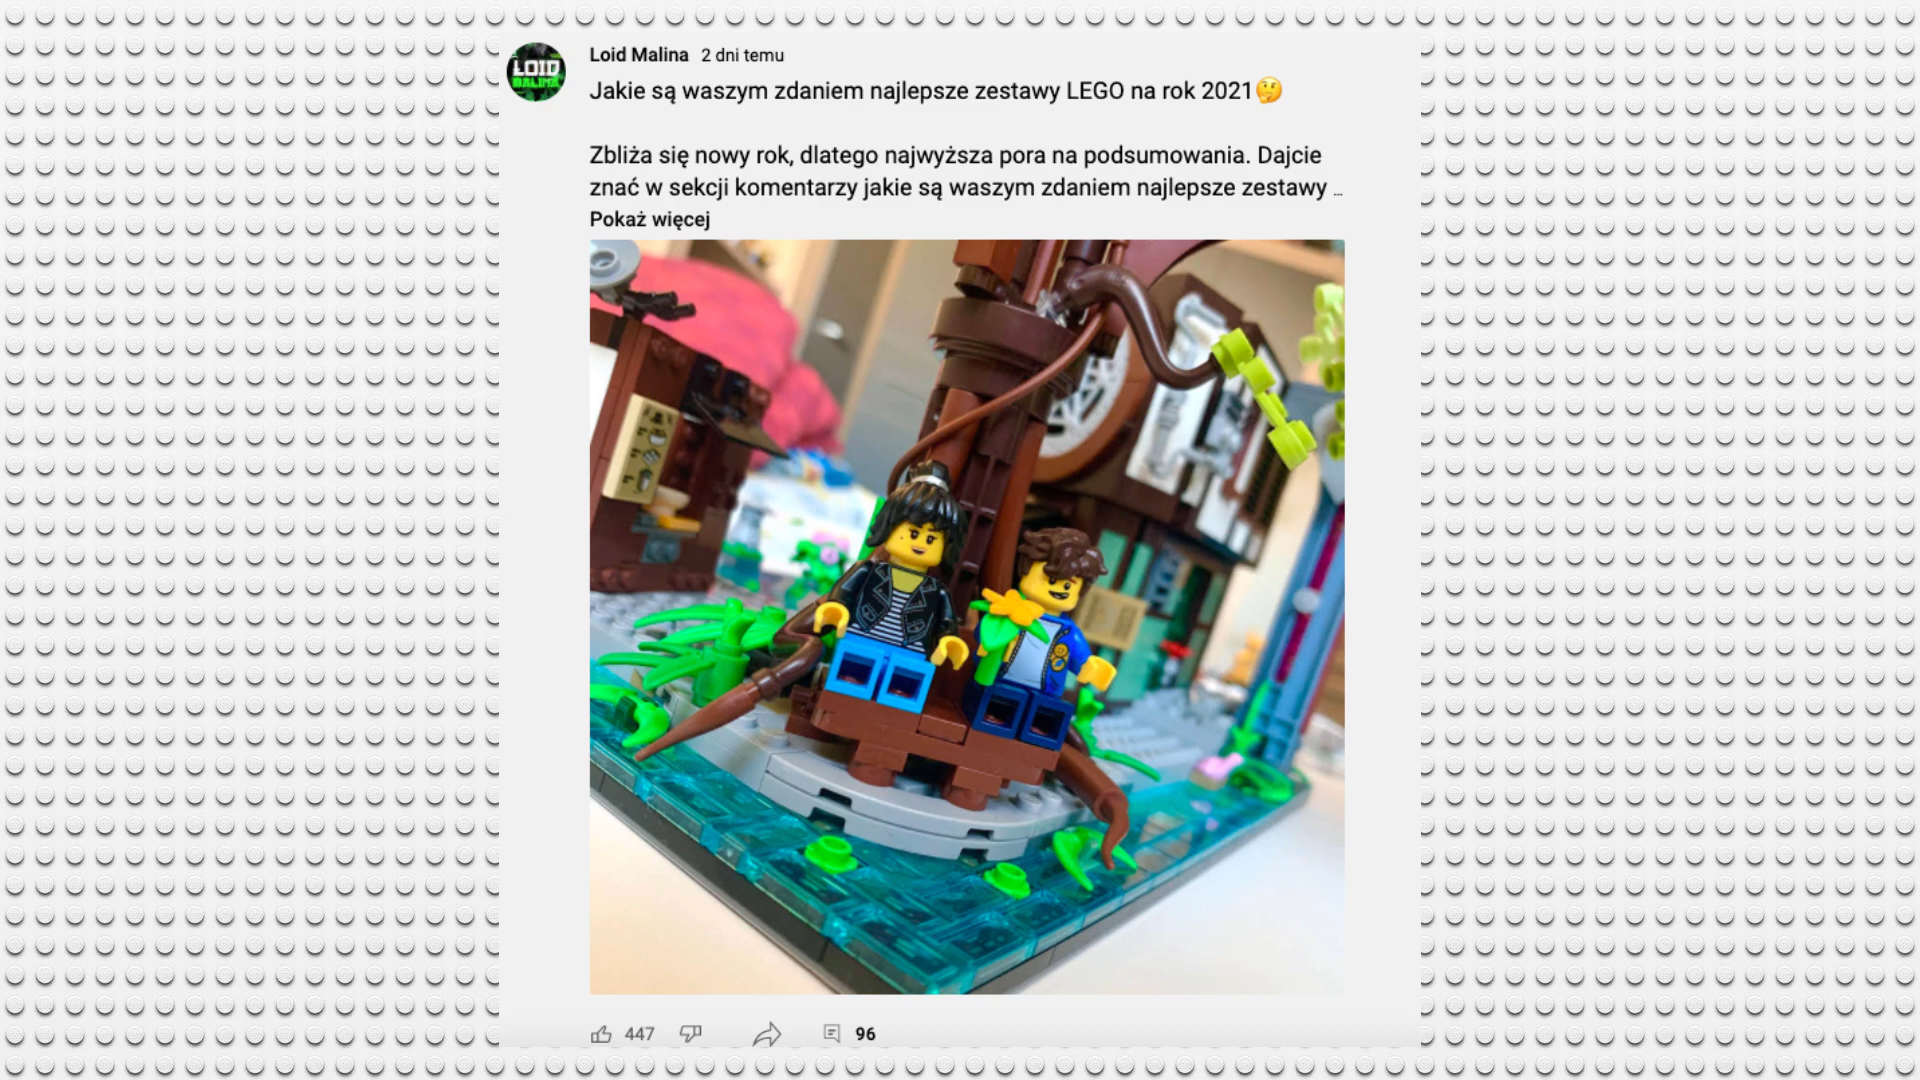 LOID
MALINA
Loid Malina 2 dni temu
Jakie są waszym zdaniem najlepsze zestawy LEGO na rok 2021🤔
Zbliża się nowy rok, dlatego najwyższa pora na podsumowania. Dajcie
znać w sekcji komentarzy jakie są waszym zdaniem najlepsze zestawy ...
Pokaż więcej
447 96